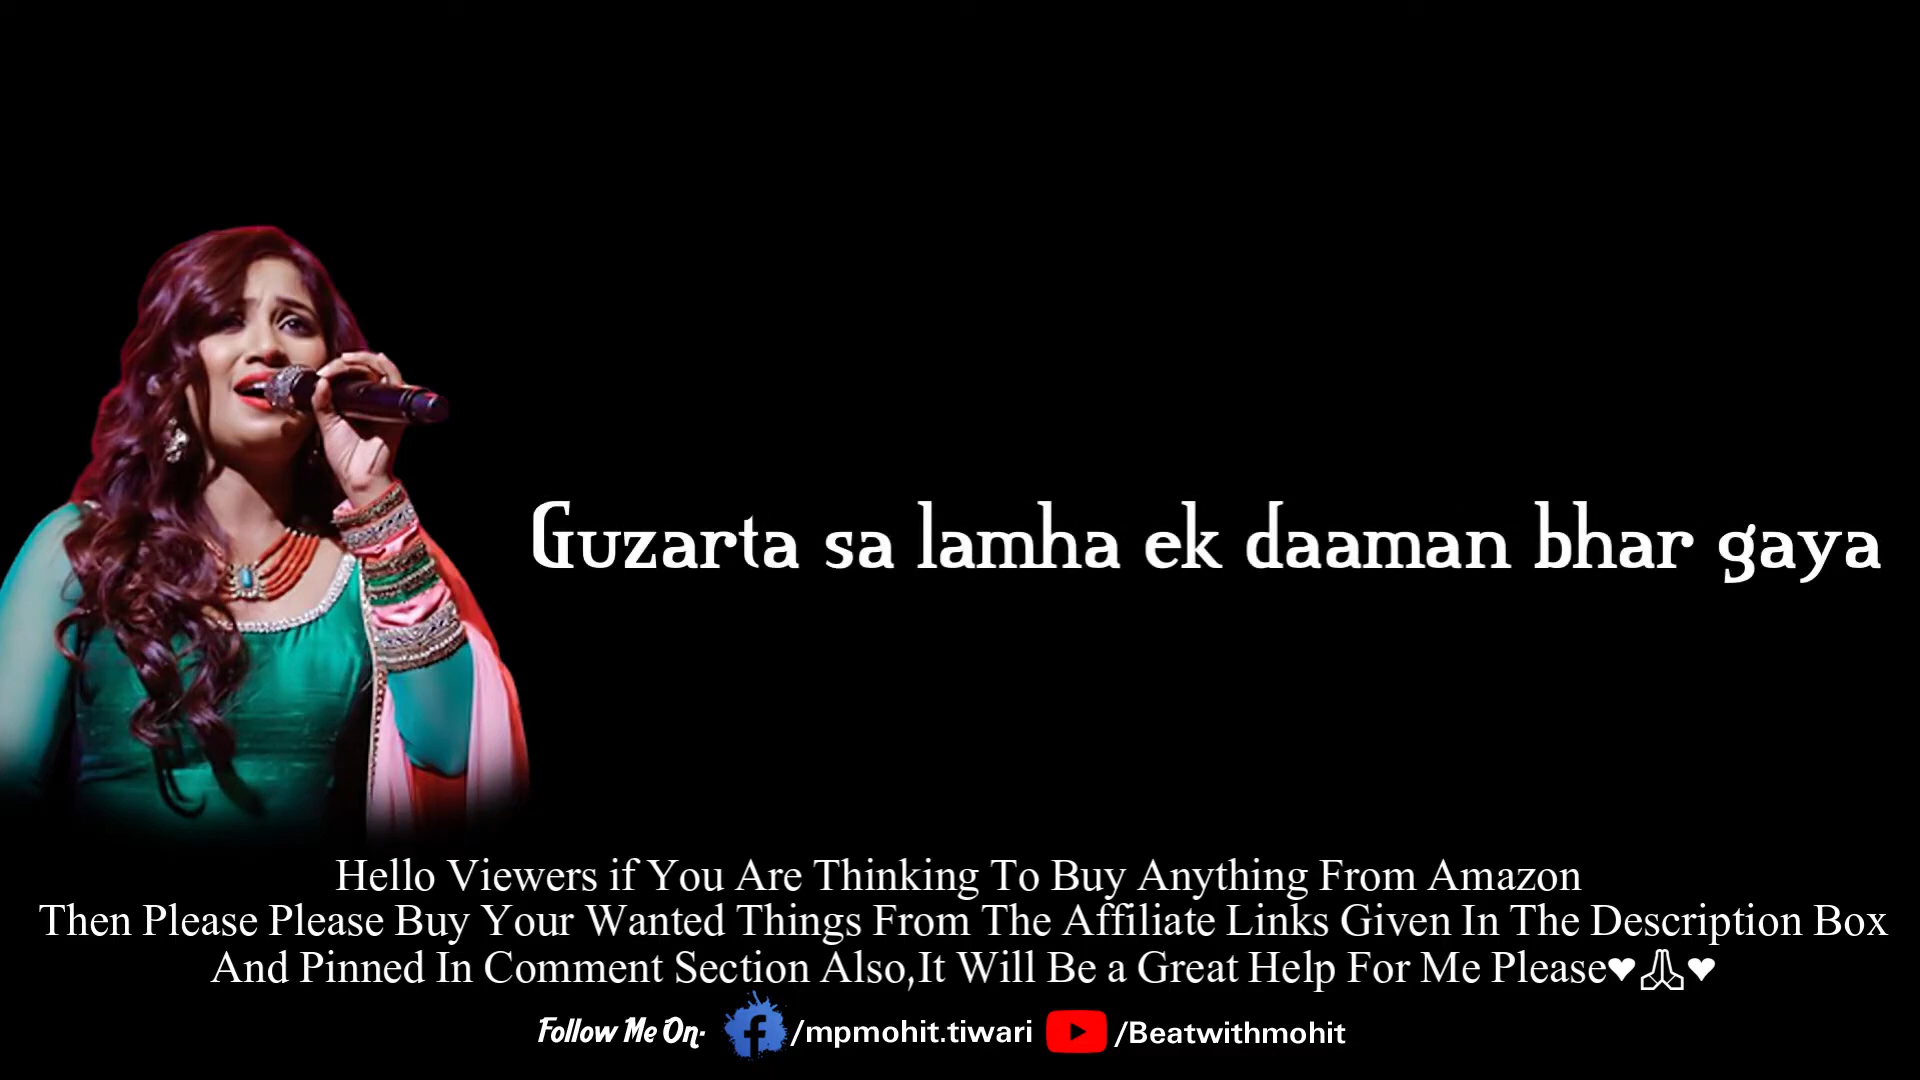 Guzarta sa lamha ek daaman bhar gaya
Hello Viewers if You Are Thinking To Buy Anything From Amazon
Then Please Please Buy Your Wanted Things From The Affiliate Links Given In The Description Box
And Pinned In Comment Section Also,It Will Be a Great Help For Me Please❤🙏❤
Follow Me On- /mpmohit.tiwari /Beatwithmohit